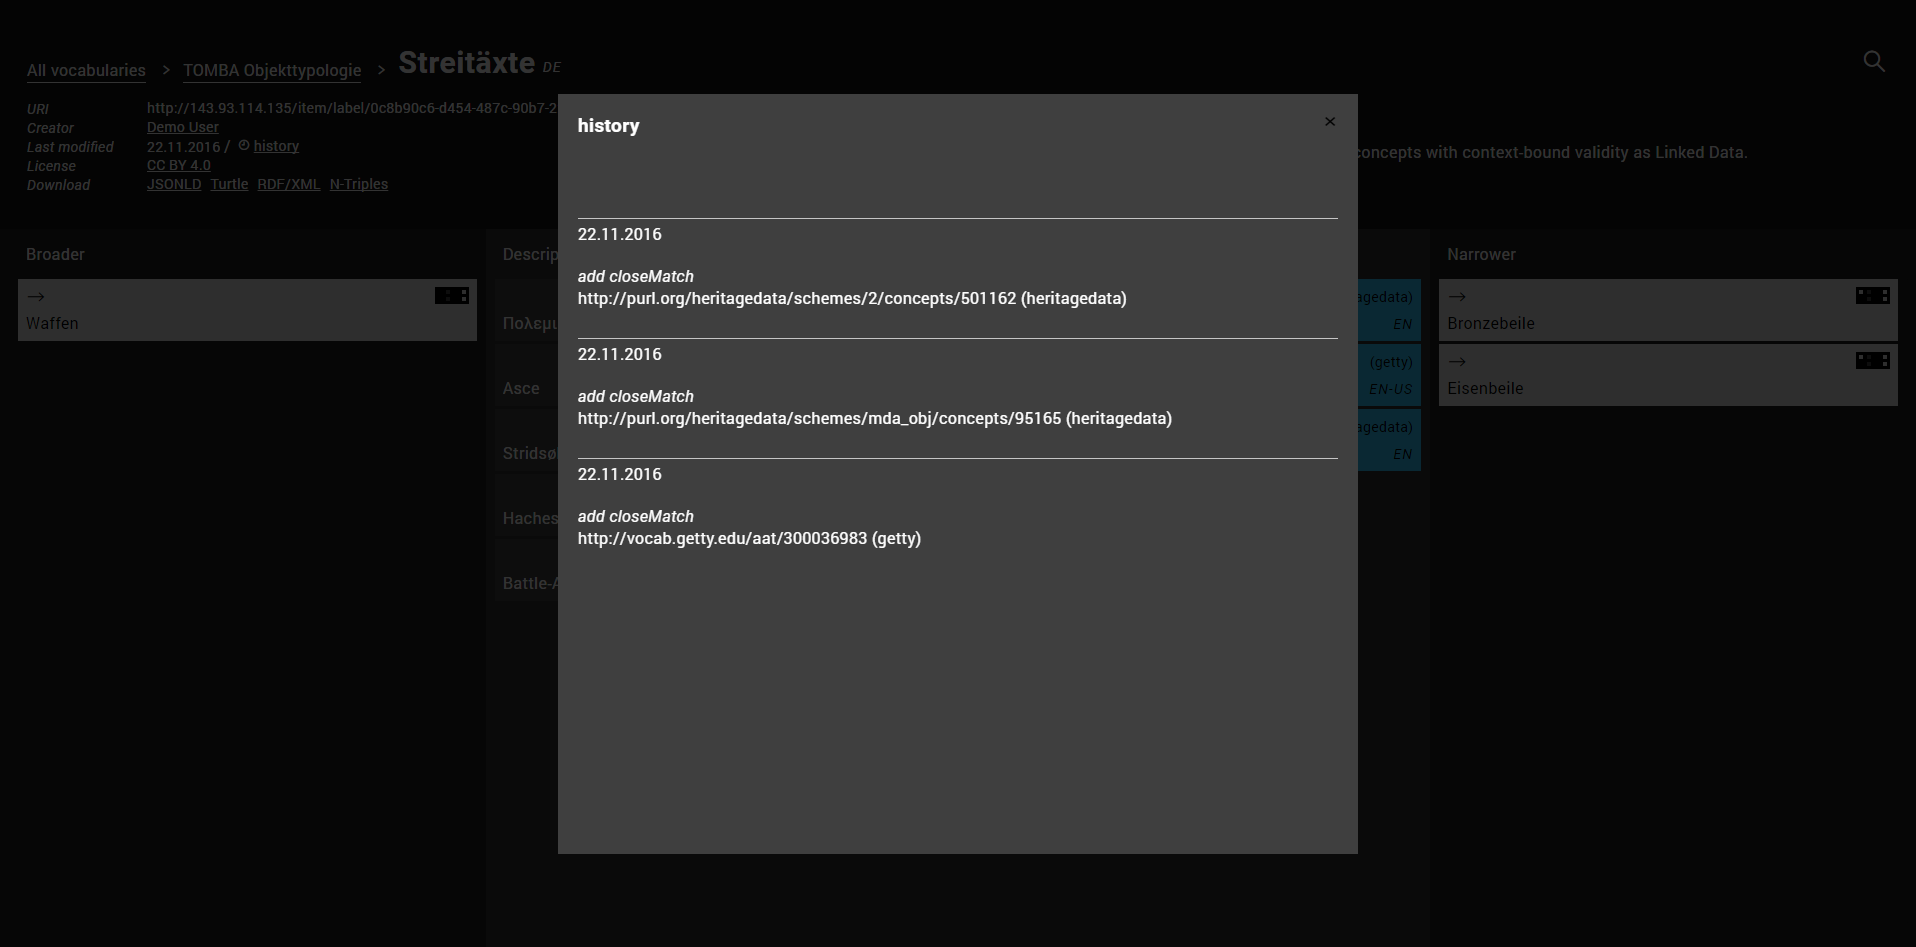 All vocabularies > TOMBA Objekttypologie > Streitäxte DE
URI http://143.93.114.135/item/label/0c8b90c6-d454-487c-90b7-2
Creator Demo User
Last modified 22.11.2016 / history
License CC BY 4.0
Download JSONLD Turtle RDF/XML N-Triples
concepts with context-bound validity as Linked Data.
history ×
22.11.2016
add closeMatch
http://purl.org/heritagedata/schemes/2/concepts/501162 (heritagedata)
22.11.2016
add closeMatch
http://purl.org/heritagedata/schemes/mda_obj/concepts/95165 (heritagedata)
22.11.2016
add closeMatch
http://vocab.getty.edu/aat/300036983 (getty)
Broader
→
Waffen
Descrip
Πολεμι
Asce
Stridsø
Haches
Battle-A
agedata)
EN
(getty)
EN-US
agedata)
EN
Narrower
→
Bronzebeile
→
Eisenbeile